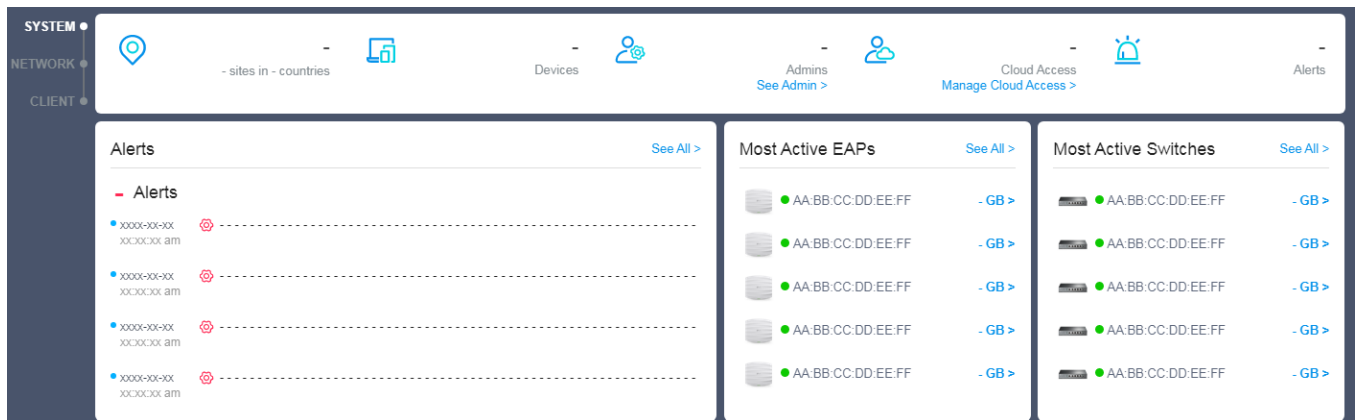 SYSTEM
NETWORK
CLIENT
-
- sites in - countries
-
Devices
-
Admins
See Admin >
-
Cloud Access
Manage Cloud Access >
-
Alerts
Alerts
See All >
- Alerts
xxxx-xx-xx
xx:xx:xx am
xxxx-xx-xx
xx:xx:xx am
xxxx-xx-xx
xx:xx:xx am
xxxx-xx-xx
xx:xx:xx am
Most Active EAPs
See All >
AA:BB:CC:DD:EE:FF - GB >
AA:BB:CC:DD:EE:FF - GB >
AA:BB:CC:DD:EE:FF - GB >
AA:BB:CC:DD:EE:FF - GB >
AA:BB:CC:DD:EE:FF - GB >
Most Active Switches
See All >
AA:BB:CC:DD:EE:FF - GB >
AA:BB:CC:DD:EE:FF - GB >
AA:BB:CC:DD:EE:FF - GB >
AA:BB:CC:DD:EE:FF - GB >
AA:BB:CC:DD:EE:FF - GB >